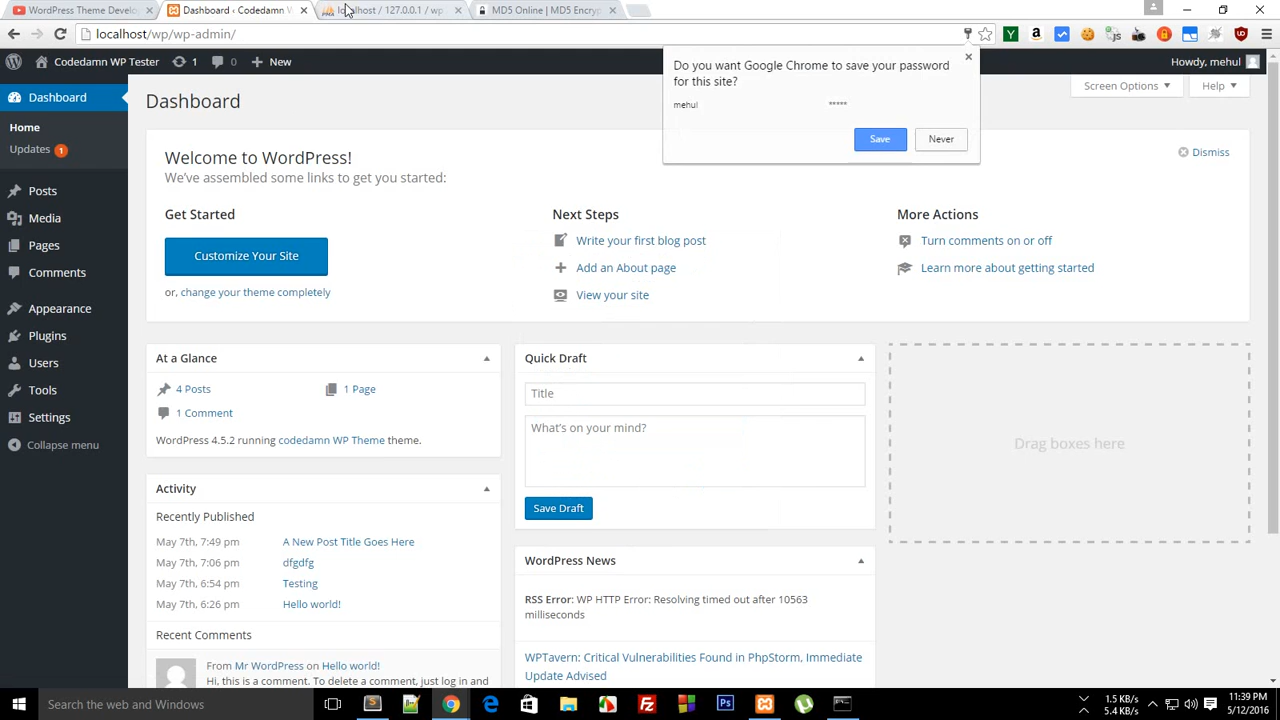 WordPress Theme Develo
Dashboard ‹ Codedamn W
localhost / 127.0.0.1 / wp
MD5 Online | MD5 Encryp
localhost/wp/wp-admin/
Codedamn WP Tester
1
0
New
Howdy, mehul
Do you want Google Chrome to save your password
for this site?
mehul
*****
Save
Never
Screen Options
Help
Dashboard
Home
Updates 1
Posts
Media
Pages
Comments
Appearance
Plugins
Users
Tools
Settings
Collapse menu
Dashboard
Welcome to WordPress!
We've assembled some links to get you started:
Dismiss
Get Started
Customize Your Site
or, change your theme completely
Next Steps
Write your first blog post
Add an About page
View your site
More Actions
Turn comments on or off
Learn more about getting started
At a Glance
4 Posts
1 Page
1 Comment
WordPress 4.5.2 running codedamn WP Theme theme.
Activity
Recently Published
May 7th, 7:49 pm A New Post Title Goes Here
May 7th, 7:06 pm dfgdfg
May 7th, 6:54 pm Testing
May 7th, 6:26 pm Hello world!
Recent Comments
From Mr WordPress on Hello world!
Hi, this is a comment. To delete a comment, just log in and
Quick Draft
Title
What's on your mind?
Save Draft
WordPress News
RSS Error: WP HTTP Error: Resolving timed out after 10563
milliseconds
WPTavern: Critical Vulnerabilities Found in PhpStorm, Immediate
Update Advised
Drag boxes here
Search the web and Windows
Ps
1.5 KB/s
5.4 KB/s
11:39 PM
5/12/2016